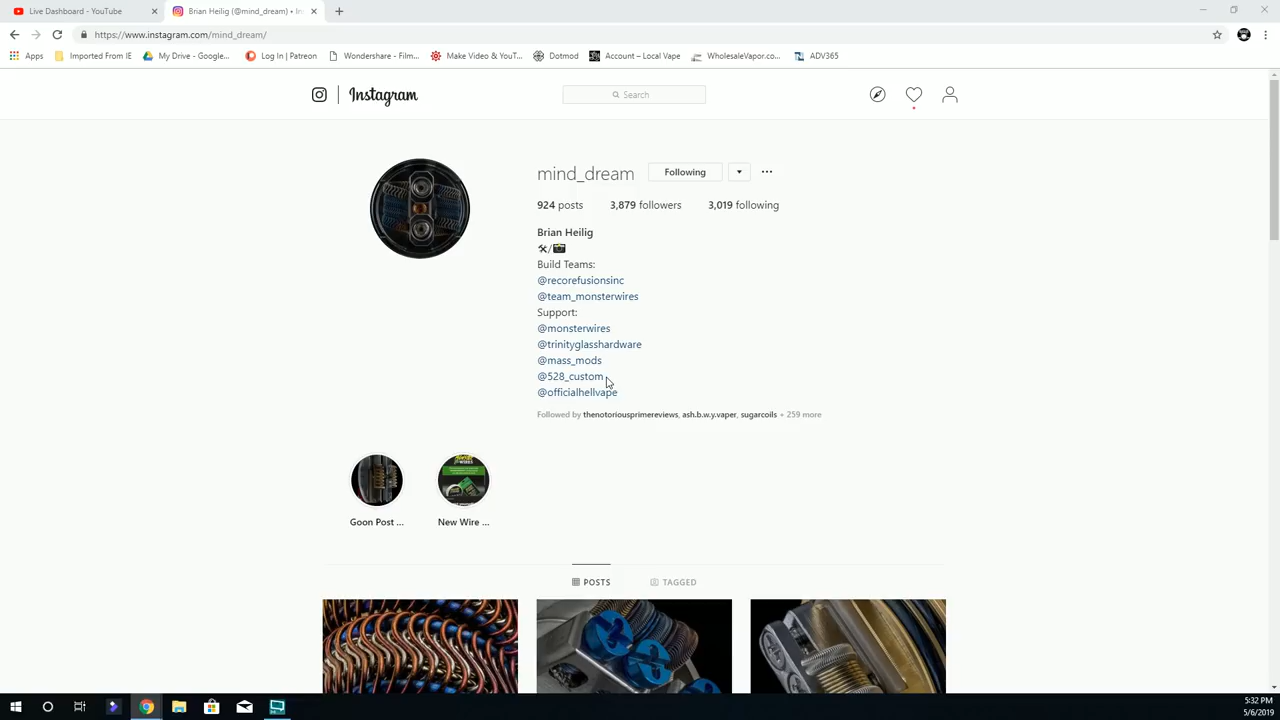 Live Dashboard - YouTube
Brian Heilig (@mind_dream) • Ins
https://www.instagram.com/mind_dream/
Apps
Imported From IE
My Drive - Google...
Log In | Patreon
Wondershare - Film...
Make Video & YouT...
Dotmod
Account – Local Vape
WholesaleVapor.co...
ADV365
Instagram
Search
mind_dream
Following
924 posts
3,879 followers
3,019 following
Brian Heilig
🛠/📸
Build Teams:
@recorefusionsinc
@team_monsterwires
Support:
@monsterwires
@trinityglasshardware
@mass_mods
@528_custom
@officialhellvape
Followed by thenotoriousprimereviews, ash.b.w.y.vaper, sugarcoils + 259 more
Goon Post ...
New Wire ...
POSTS
TAGGED
5:32 PM
5/6/2019